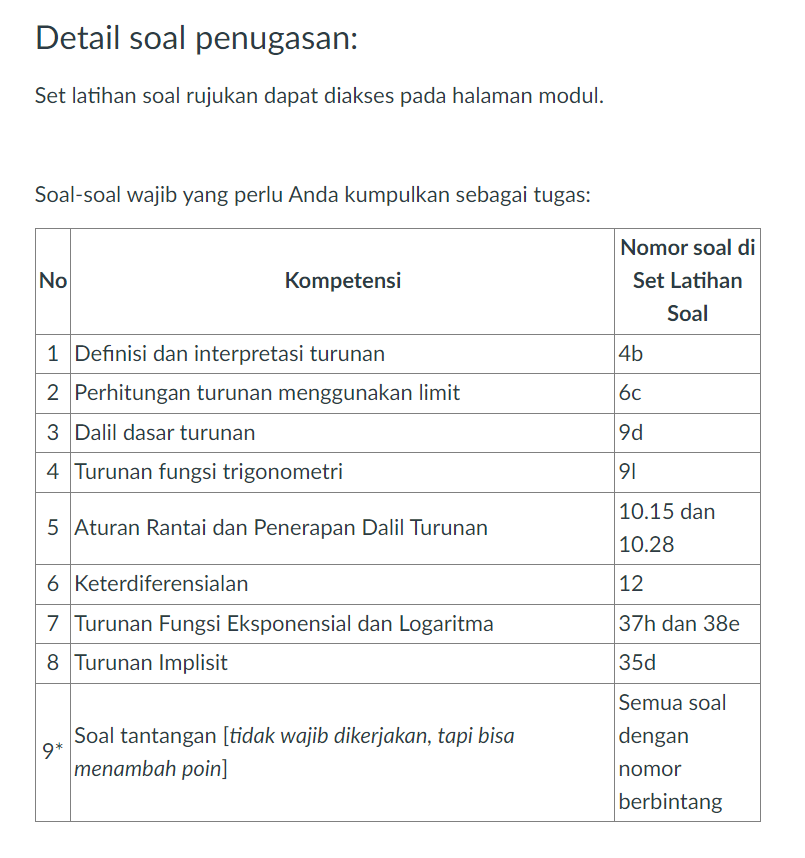 Detail soal penugasan:
Set latihan soal rujukan dapat diakses pada halaman modul.
Soal-soal wajib yang perlu Anda kumpulkan sebagai tugas:
No Kompetensi Nomor soal di
Set Latihan
Soal
1 Definisi dan interpretasi turunan 4b
2 Perhitungan turunan menggunakan limit 6c
3 Dalil dasar turunan 9d
4 Turunan fungsi trigonometri 9l
5 Aturan Rantai dan Penerapan Dalil Turunan 10.15 dan
10.28
6 Keterdiferensialan 12
7 Turunan Fungsi Eksponensial dan Logaritma 37h dan 38e
8 Turunan Implisit 35d
9* Soal tantangan [tidak wajib dikerjakan, tapi bisa
menambah poin]
Semua soal
dengan
nomor
berbintang